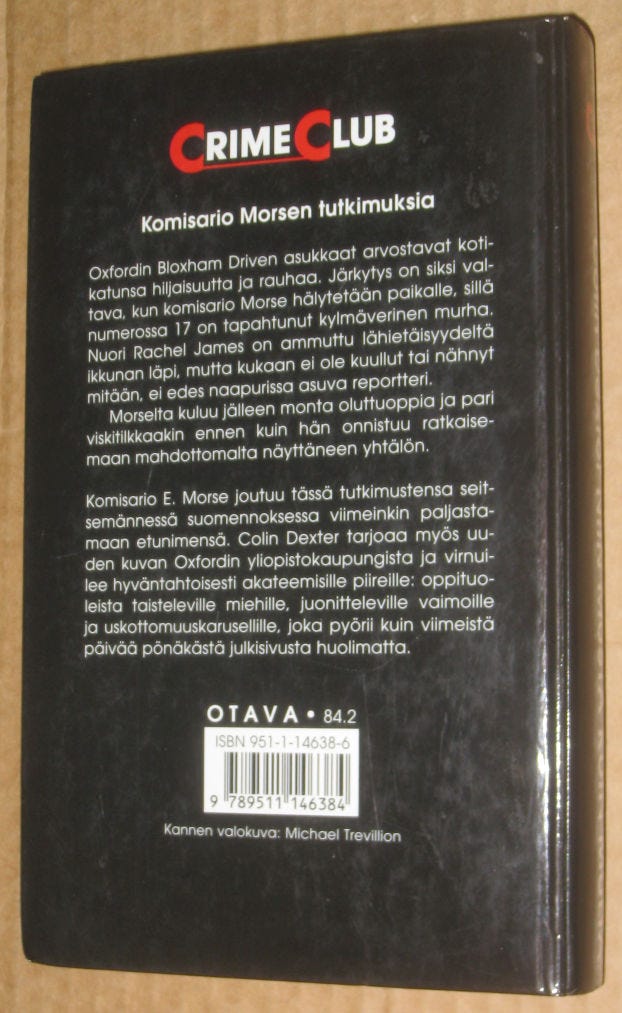 CRIME CLUB
Komisario Morsen tutkimuksia
Oxfordin Bloxham Driven asukkaat arvostavat koti-
katunsa hiljaisuutta ja rauhaa. Järkytys on siksi val-
tava, kun komisario Morse hälytetään paikalle, sillä
numerossa 17 on tapahtunut kylmäverinen murha.
Nuori Rachel James on ammuttu lähietäisyydeltä
ikkunan läpi, mutta kukaan ei ole kuullut tai nähnyt
mitään, ei edes naapurissa asuva reportteri.
Morselta kuluu jälleen monta oluttuoppia ja pari
viskitilkkaakin ennen kuin hän onnistuu ratkaise-
maan mahdottomalta näyttäneen yhtälön.
Komisario E. Morse joutuu tässä tutkimustensa seit-
semännessä suomennoksessa viimeinkin paljasta-
maan etunimensä. Colin Dexter tarjoaa myös uu-
den kuvan Oxfordin yliopistokaupungista ja virnui-
lee hyväntahtoisesti akateemisille piireille: oppituo-
leista taisteleville miehille, juonitteleville vaimoille
ja uskottomuuskarusellille, joka pyörii kuin viimeistä
päivää pönäkästä julkisivusta huolimatta.
OTAVA • 84.2
ISBN 951-1-14638-6
9 789511 146384
Kannen valokuva: Michael Trevillion